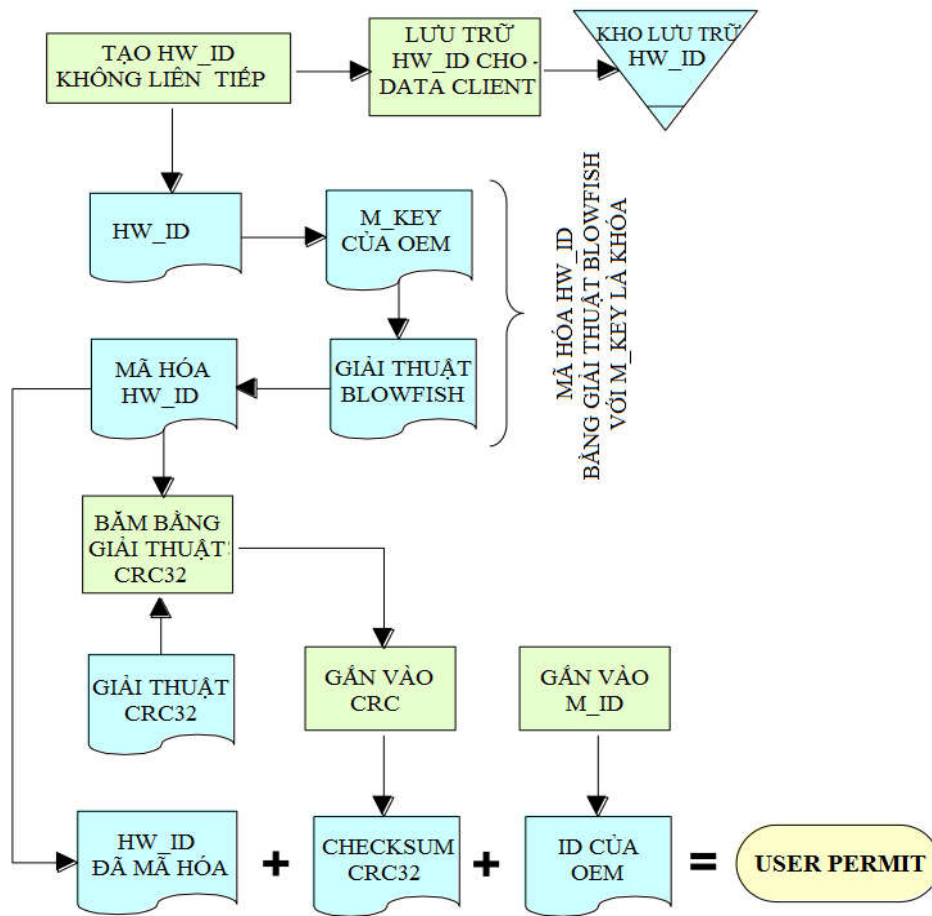 TẠO HW_ID
KHÔNG LIÊN TIẾP
LƯU TRỮ
HW_ID CHO -
DATA CLIENT
KHO LƯU TRỮ
HW_ID
HW_ID
M_KEY
CỦA OEM
MÃ HÓA HW_ID
BẰNG GIẢI THUẬT BLOWFISH
VỚI M_KEY LÀ KHÓA
MÃ HÓA
HW_ID
GIẢI THUẬT
BLOWFISH
BĂM BẰNG
GIẢI THUẬT
CRC32
GIẢI THUẬT
CRC32
GẮN VÀO
CRC
GẮN VÀO
M_ID
HW_ID
ĐÃ MÃ HÓA
+
CHECKSUM
CRC32
+
ID CỦA
OEM
=
USER PERMIT